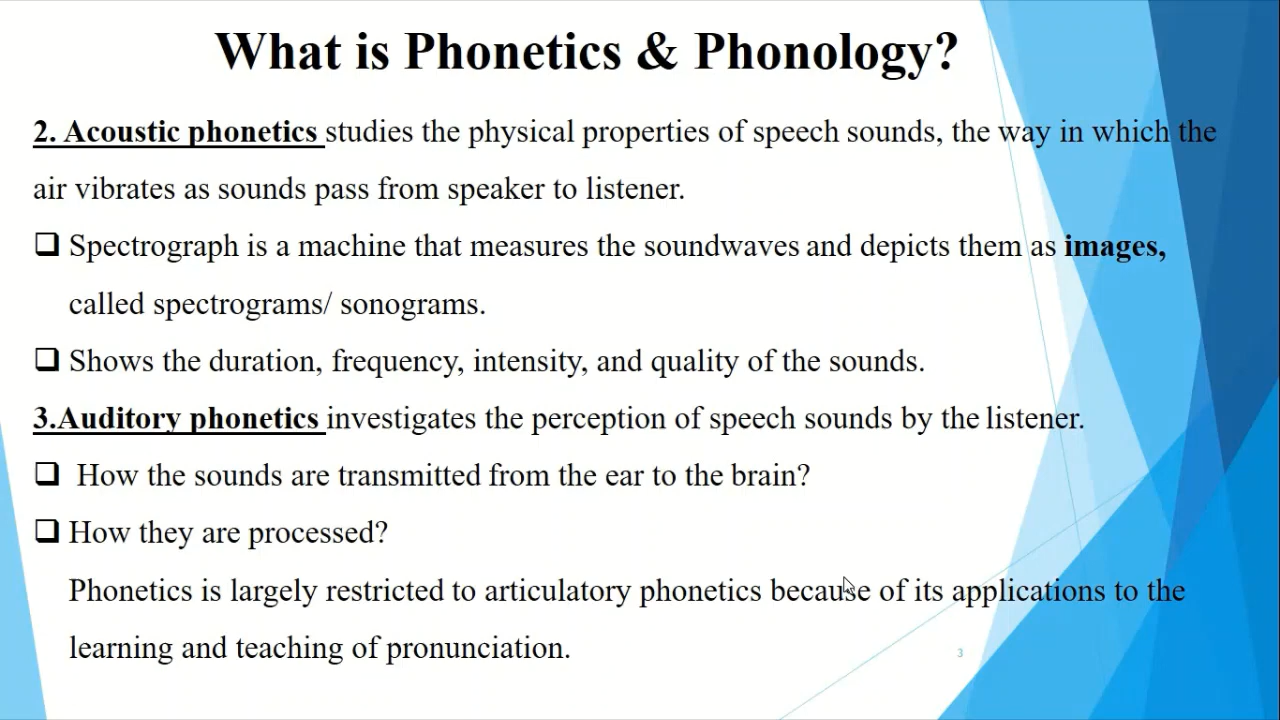 What is Phonetics & Phonology?
2. Acoustic phonetics studies the physical properties of speech sounds, the way in which the
air vibrates as sounds pass from speaker to listener.
❑ Spectrograph is a machine that measures the soundwaves and depicts them as images,
called spectrograms/ sonograms.
❑ Shows the duration, frequency, intensity, and quality of the sounds.
3.Auditory phonetics investigates the perception of speech sounds by the listener.
❑ How the sounds are transmitted from the ear to the brain?
❑ How they are processed?
Phonetics is largely restricted to articulatory phonetics because of its applications to the
learning and teaching of pronunciation.
3